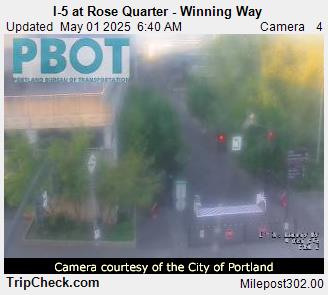 I-5 at Rose Quarter - Winning Way
Updated May 01 2025 6:40 AM Camera 4
PBOT
PORTLAND BUREAU OF TRANSPORTATION
Camera courtesy of the City of Portland
TripCheck.com Milepost302.00